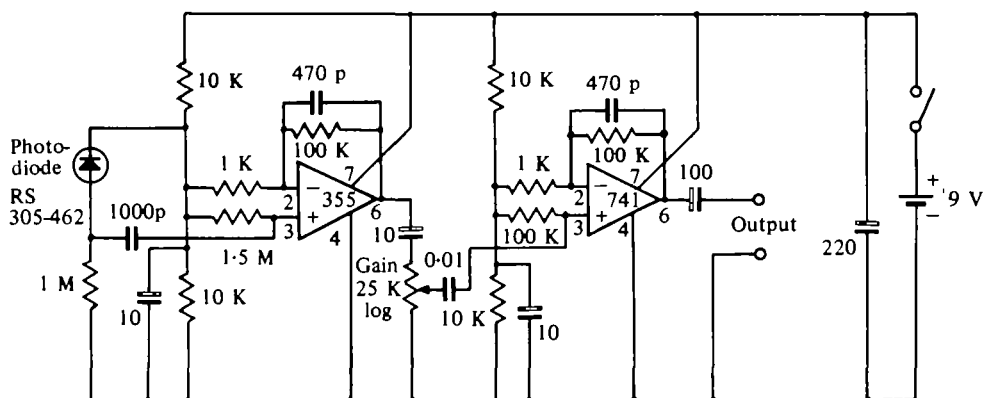 10 K
470 p
100 K
Photo-
diode
RS
305-462
1000p
1 K
1·5 M
1 M
10
10 K
−
+
2
3
355
7
6
4
10
Gain
25 K
log
0·01
10 K
470 p
100 K
1 K
100 K
10 K
10
−
+
2
3
741
7
6
4
100
Output
220
+
−
9 V